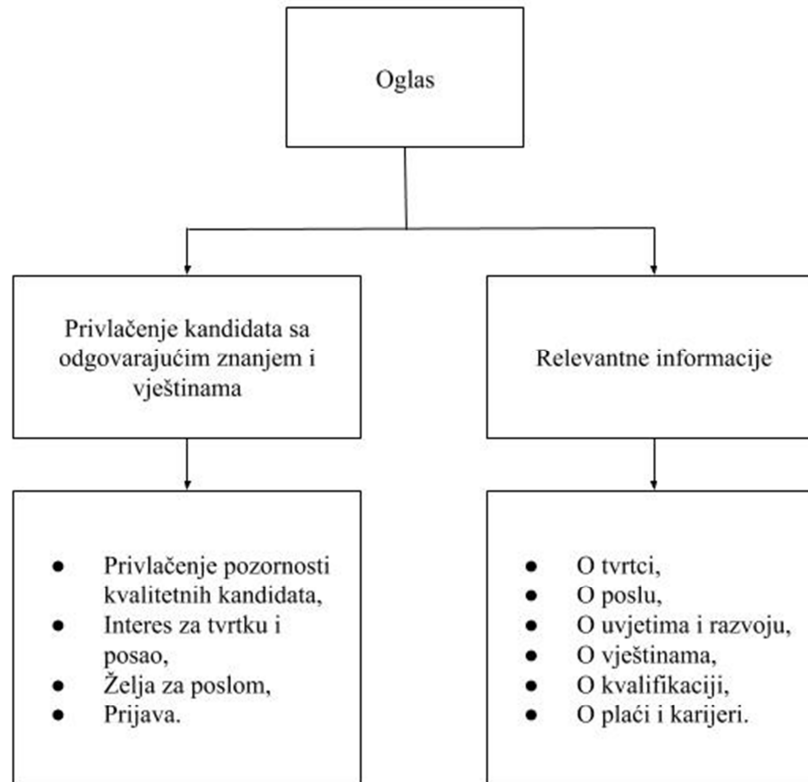 Oglas
Privlačenje kandidata sa
odgovarajućim znanjem i
vještinama
Relevantne informacije
● Privlačenje pozornosti
kvalitetnih kandidata,
● Interes za tvrtku i
posao,
● Želja za poslom,
● Prijava.
● O tvrtci,
● O poslu,
● O uvjetima i razvoju,
● O vještinama,
● O kvalifikaciji,
● O plaći i karijeri.